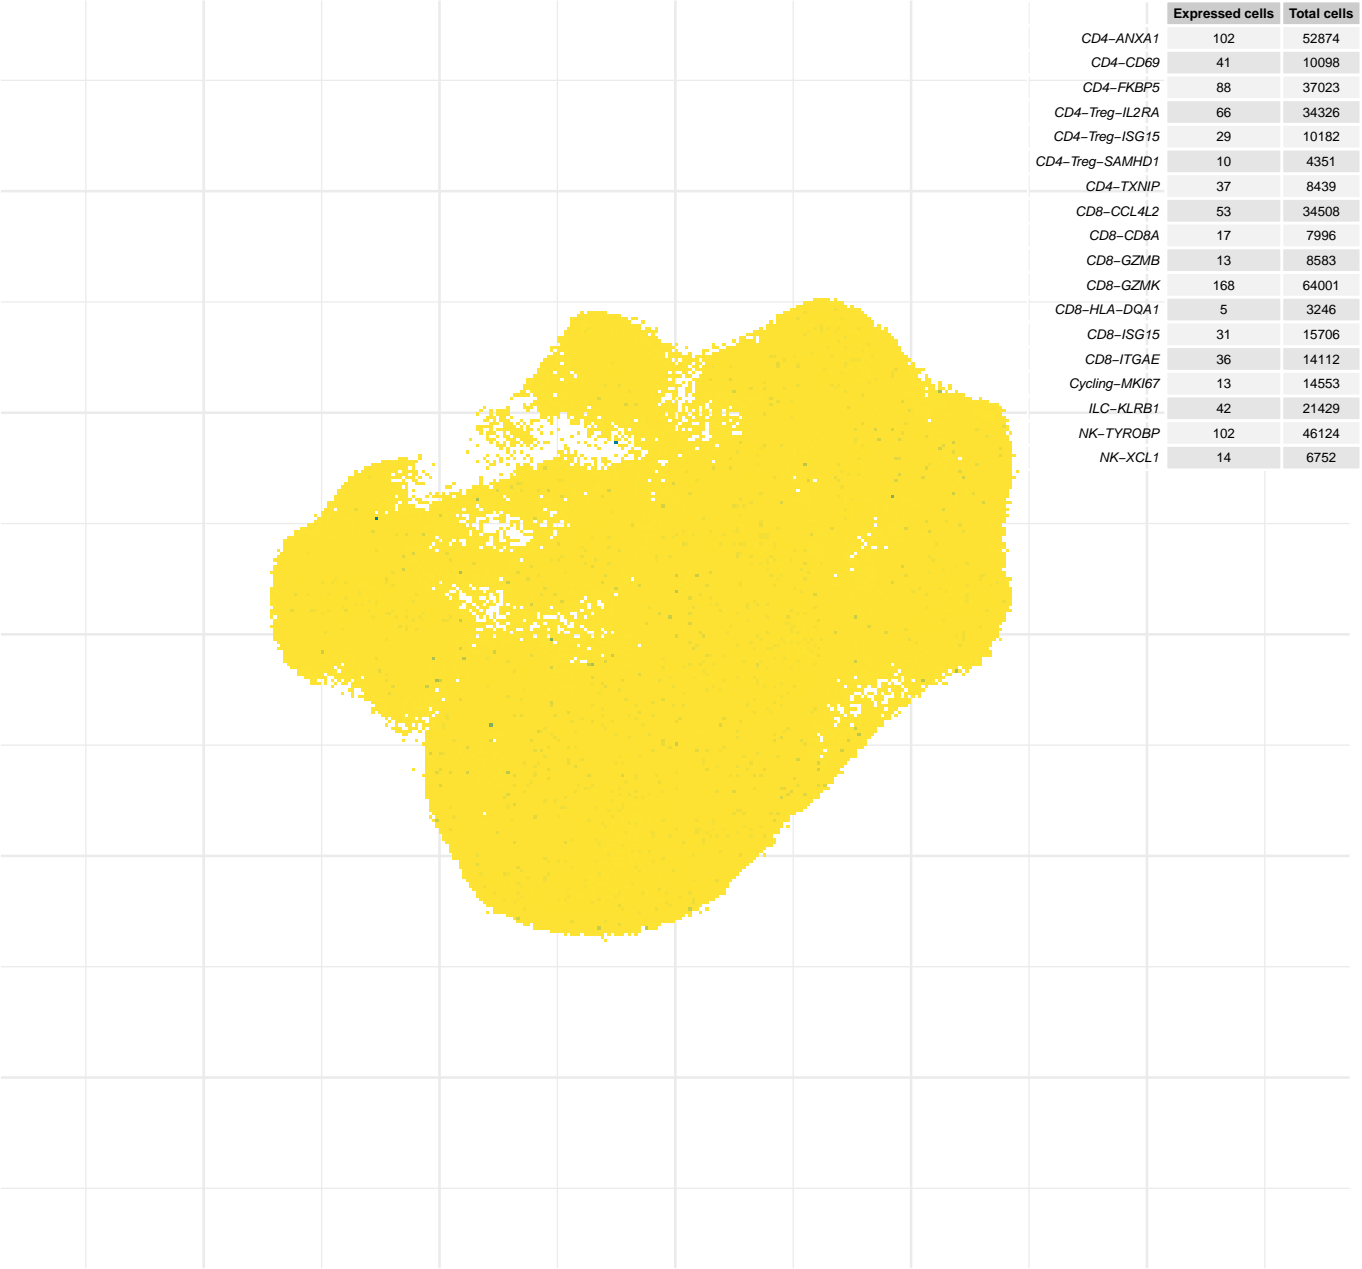 Expressed cells Total cells
CD4−ANXA1 102 52874
CD4−CD69 41 10098
CD4−FKBP5 88 37023
CD4−Treg−IL2RA 66 34326
CD4−Treg−ISG15 29 10182
CD4−Treg−SAMHD1 10 4351
CD4−TXNIP 37 8439
CD8−CCL4L2 53 34508
CD8−CD8A 17 7996
CD8−GZMB 13 8583
CD8−GZMK 168 64001
CD8−HLA−DQA1 5 3246
CD8−ISG15 31 15706
CD8−ITGAE 36 14112
Cycling−MKI67 13 14553
ILC−KLRB1 42 21429
NK−TYROBP 102 46124
NK−XCL1 14 6752